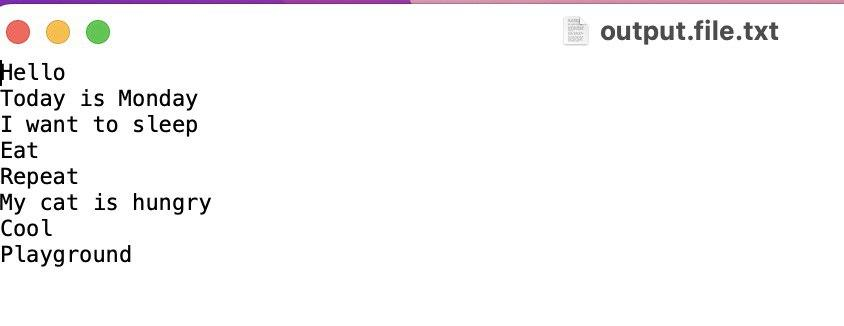 output.file.txt
Hello
Today is Monday
I want to sleep
Eat
Repeat
My cat is hungry
Cool
Playground